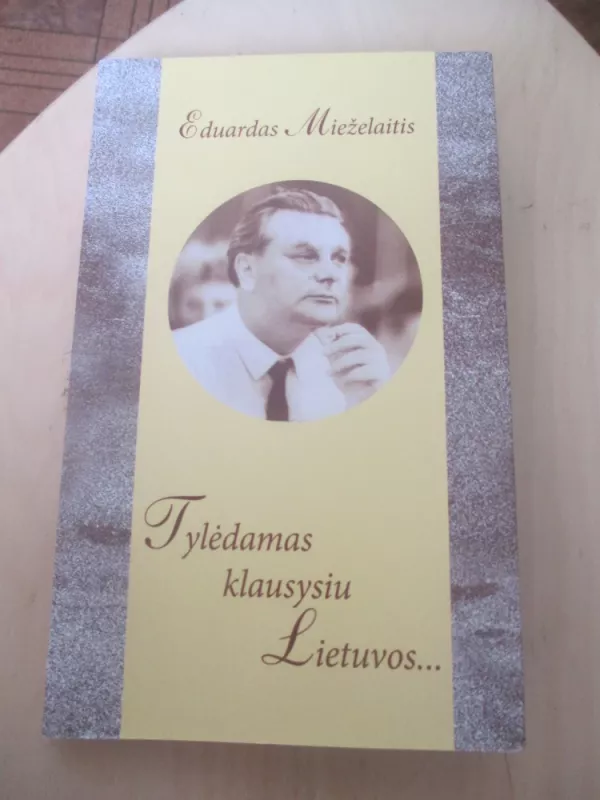 Eduardas Mieželaitis
Tylėdamas
klausysiu
Lietuvos...